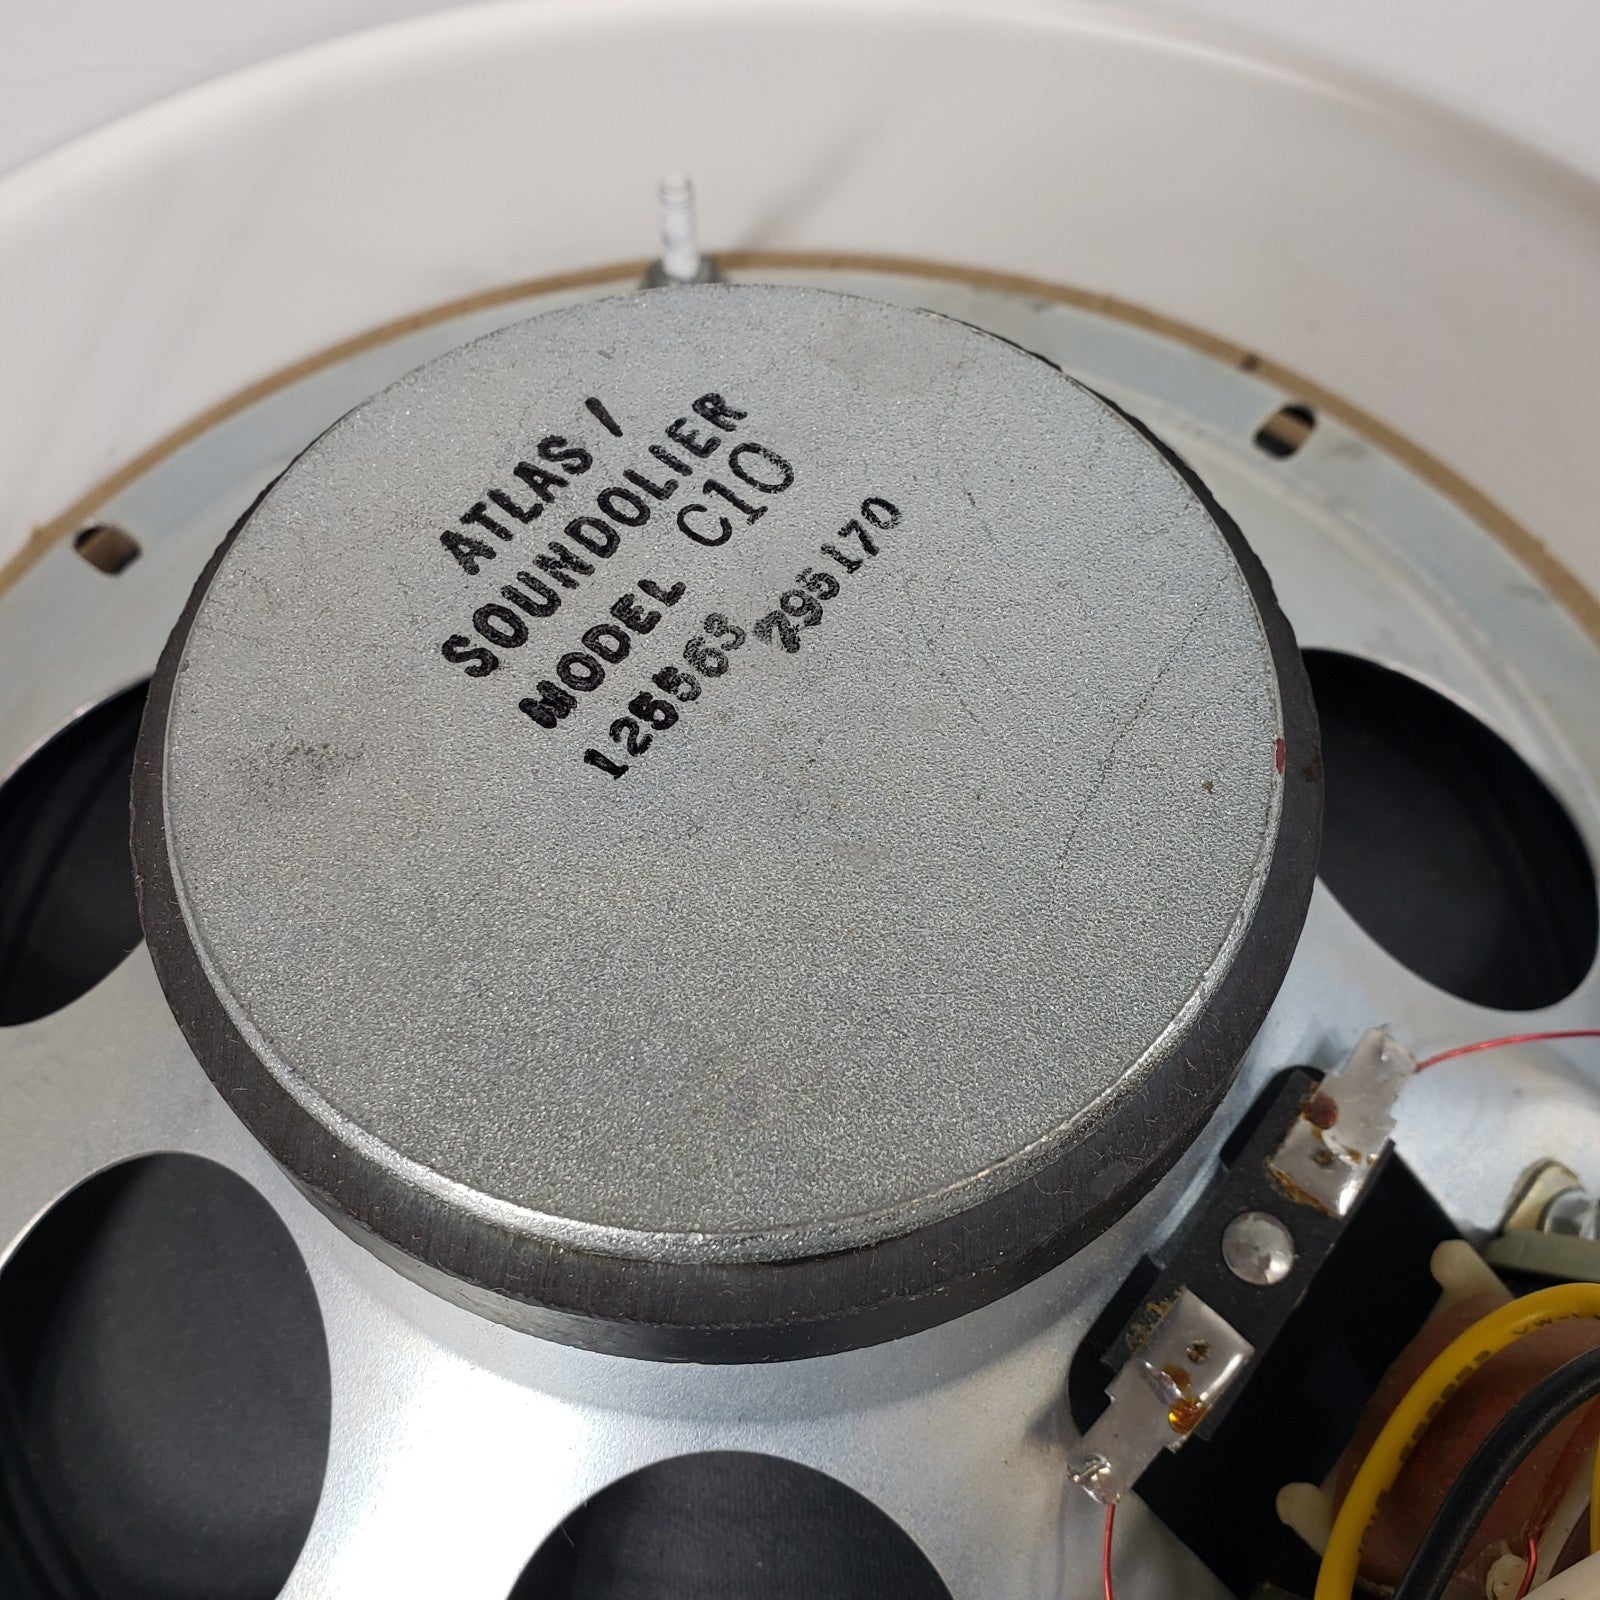 ATLAS /
SOUNDOLIER
MODEL C10
125563 795170